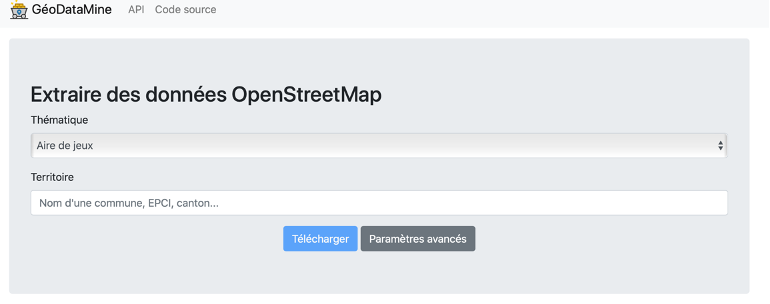 GéoDataMine API Code source
Extraire des données OpenStreetMap
Thématique
Aire de jeux
Territoire
Nom d'une commune, EPCI, canton...
Télécharger Paramètres avancés